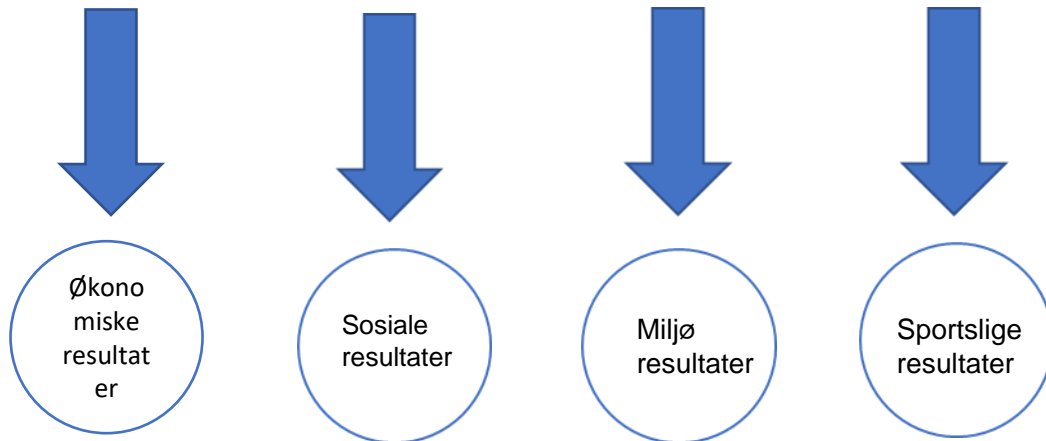 Økono
miske
resultat
er
Sosiale
resultater
Miljø
resultater
Sportslige
resultater